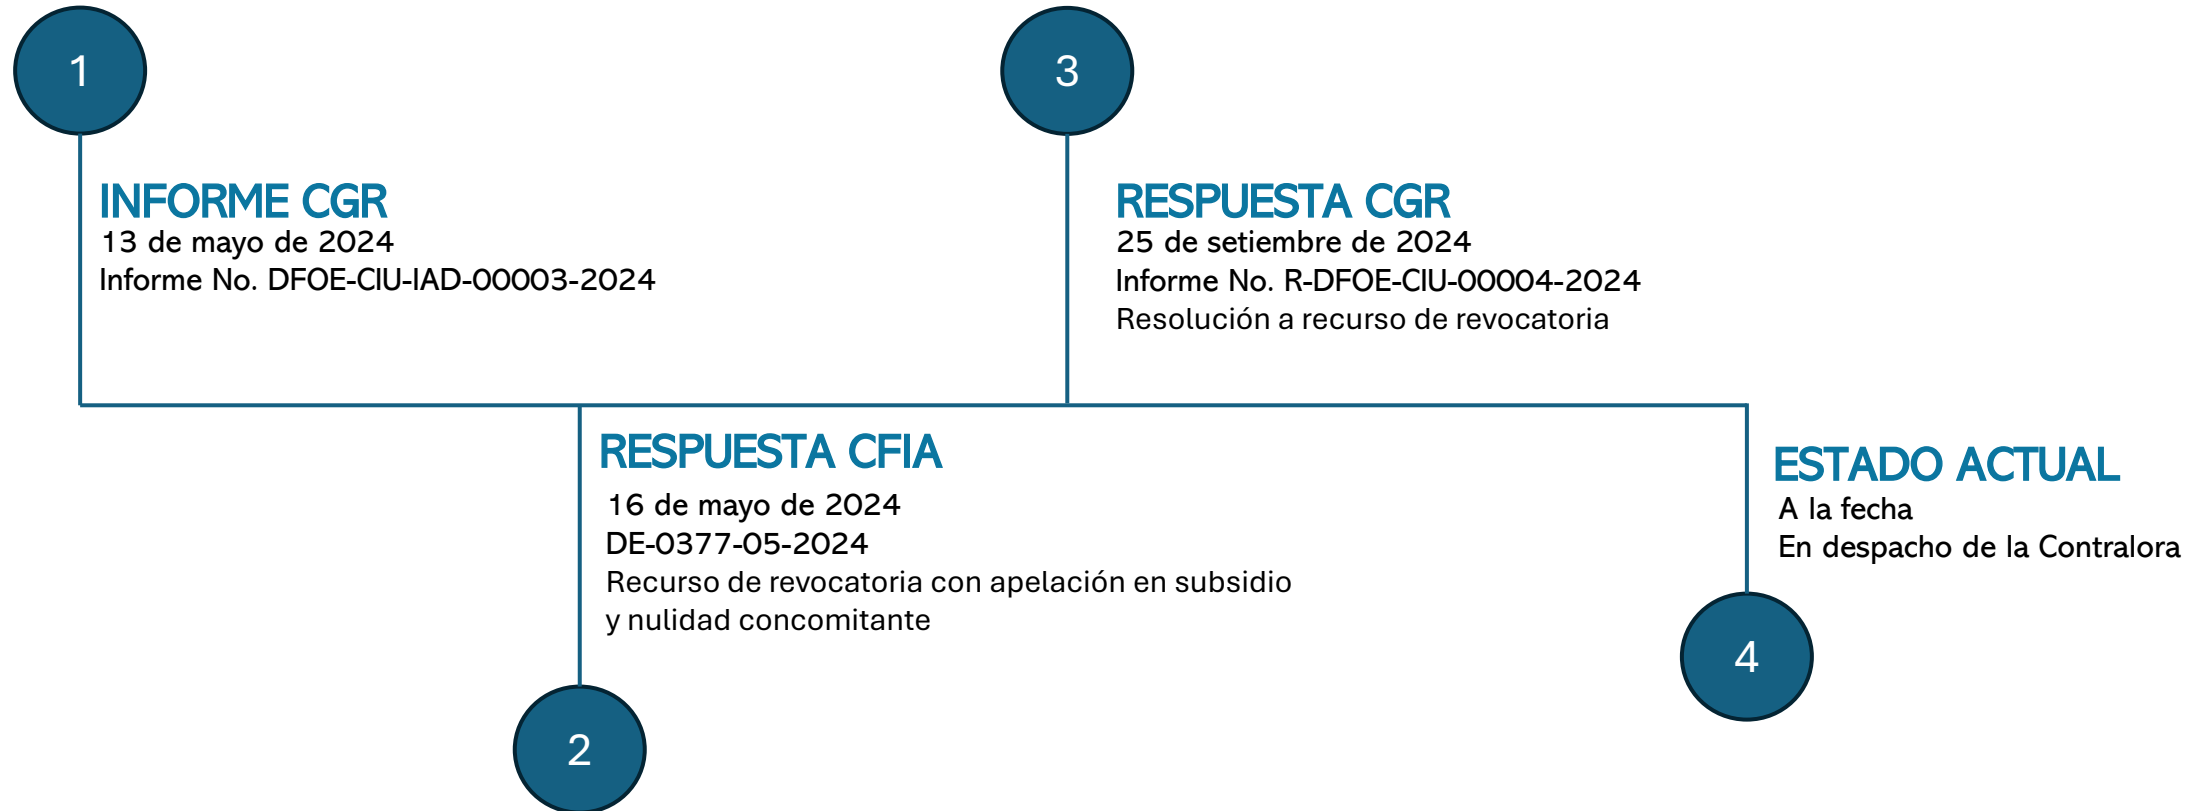 1
INFORME CGR
13 de mayo de 2024
Informe No. DFOE-CIU-IAD-00003-2024
2
RESPUESTA CFIA
16 de mayo de 2024
DE-0377-05-2024
Recurso de revocatoria con apelación en subsidio
y nulidad concomitante
3
RESPUESTA CGR
25 de setiembre de 2024
Informe No. R-DFOE-CIU-00004-2024
Resolución a recurso de revocatoria
4
ESTADO ACTUAL
A la fecha
En despacho de la Contralora